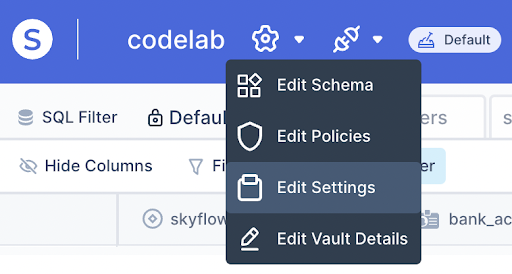 S codelab Default
Edit Schema
SQL Filter Defaul ers s
Edit Policies
Hide Columns Fi er
Edit Settings
skyflow bank_ac
Edit Vault Details